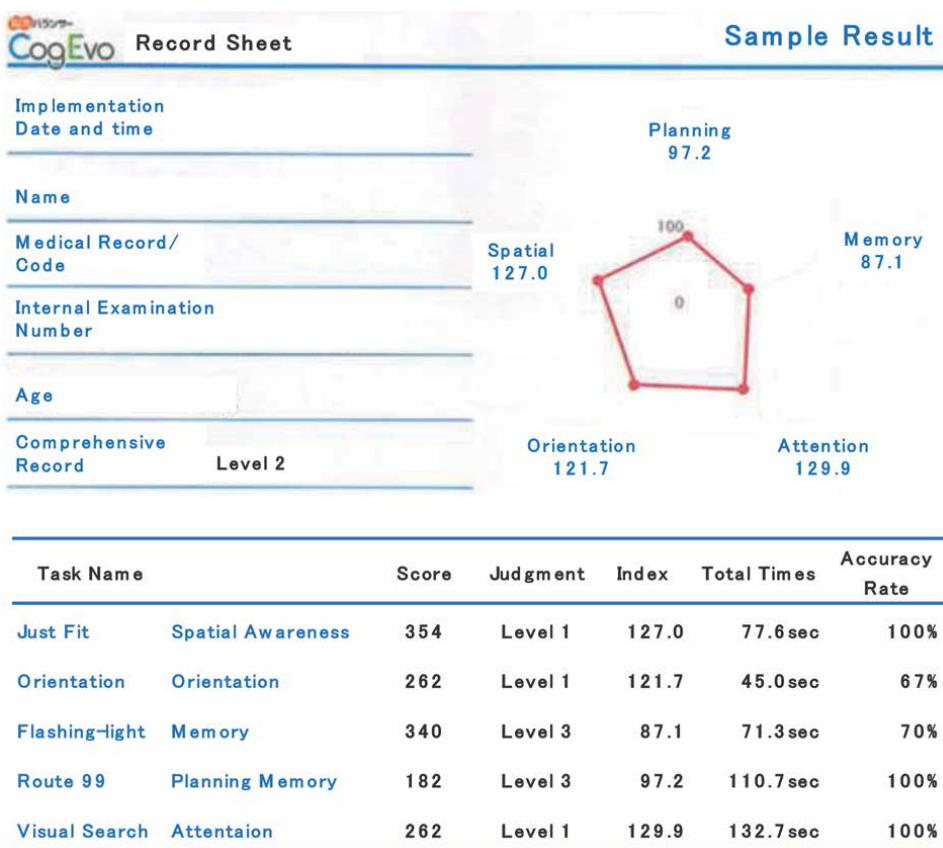 CogEvo Record Sheet
Sample Result
Implementation
Date and time
Name
Medical Record/
Code
Internal Examination
Number
Age
Comprehensive
Record Level 2
Planning
97.2
Memory
87.1
Spatial
127.0
100
0
Orientation
121.7
Attention
129.9
Task Name Score Judgment Index Total Times Accuracy Rate
Just Fit Spatial Awareness 354 Level 1 127.0 77.6sec 100%
Orientation Orientation 262 Level 1 121.7 45.0sec 67%
Flashing-light Memory 340 Level 3 87.1 71.3sec 70%
Route 99 Planning Memory 182 Level 3 97.2 110.7sec 100%
Visual Search Attentaion 262 Level 1 129.9 132.7sec 100%